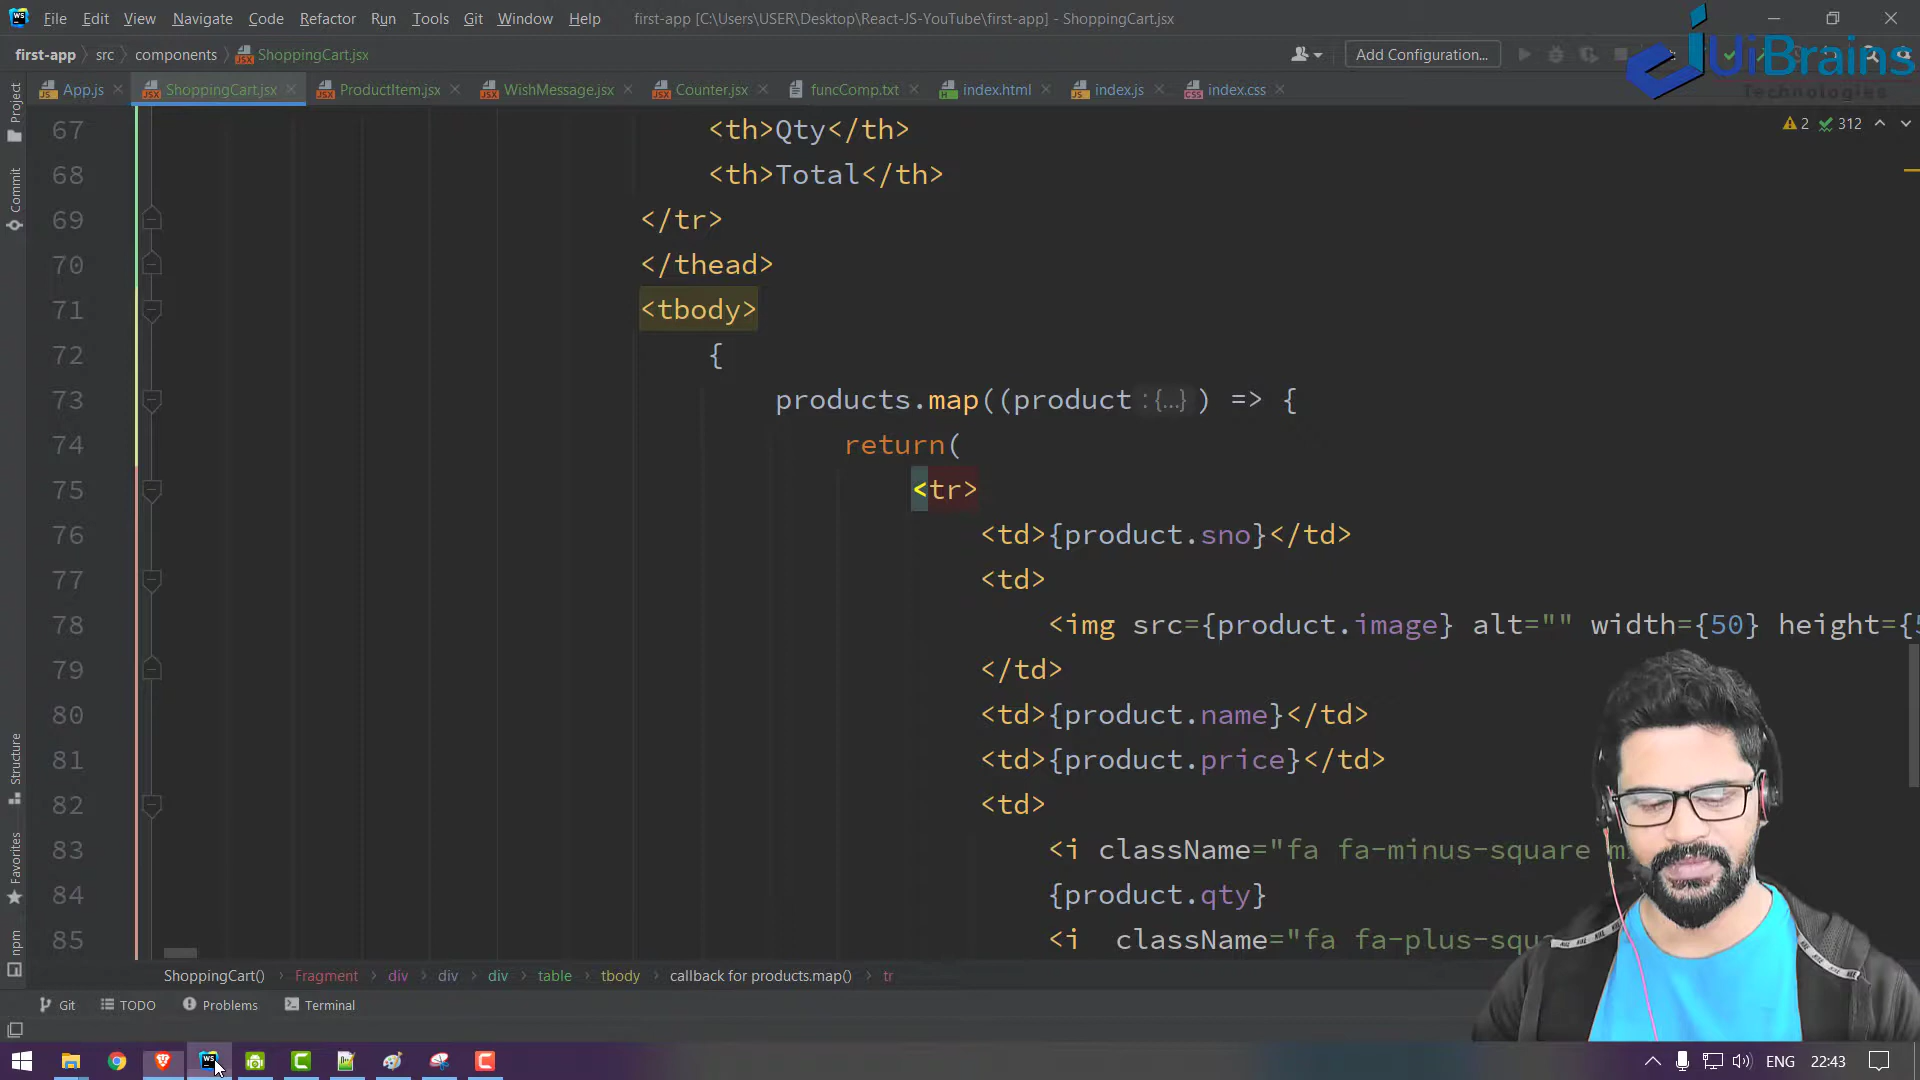 File Edit View Navigate Code Refactor Run Tools Git Window Help first-app [C:\Users\USER\Desktop\React-JS-YouTube\first-app] - ShoppingCart.jsx
first-app src components ShoppingCart.jsx Add Configuration...
UiBrains
Technologies
App.js ShoppingCart.jsx ProductItem.jsx WishMessage.jsx Counter.jsx funcComp.txt index.html index.js index.css
2 312
67 <th>Qty</th>
68 <th>Total</th>
69 </tr>
70 </thead>
71 <tbody>
72 {
73 products.map((product :{...} ) => {
74 return(
75 <tr>
76 <td>{product.sno}</td>
77 <td>
78 <img src={product.image} alt="" width={50} height={5
79 </td>
80 <td>{product.name}</td>
81 <td>{product.price}</td>
82 <td>
83 <i className="fa fa-minus-square m
84 {product.qty}
85 <i className="fa fa-plus-squa
Project
Commit
Structure
Favorites
npm
ShoppingCart() Fragment div div div table tbody callback for products.map() tr
Git TODO Problems Terminal
WS
ENG 22:43